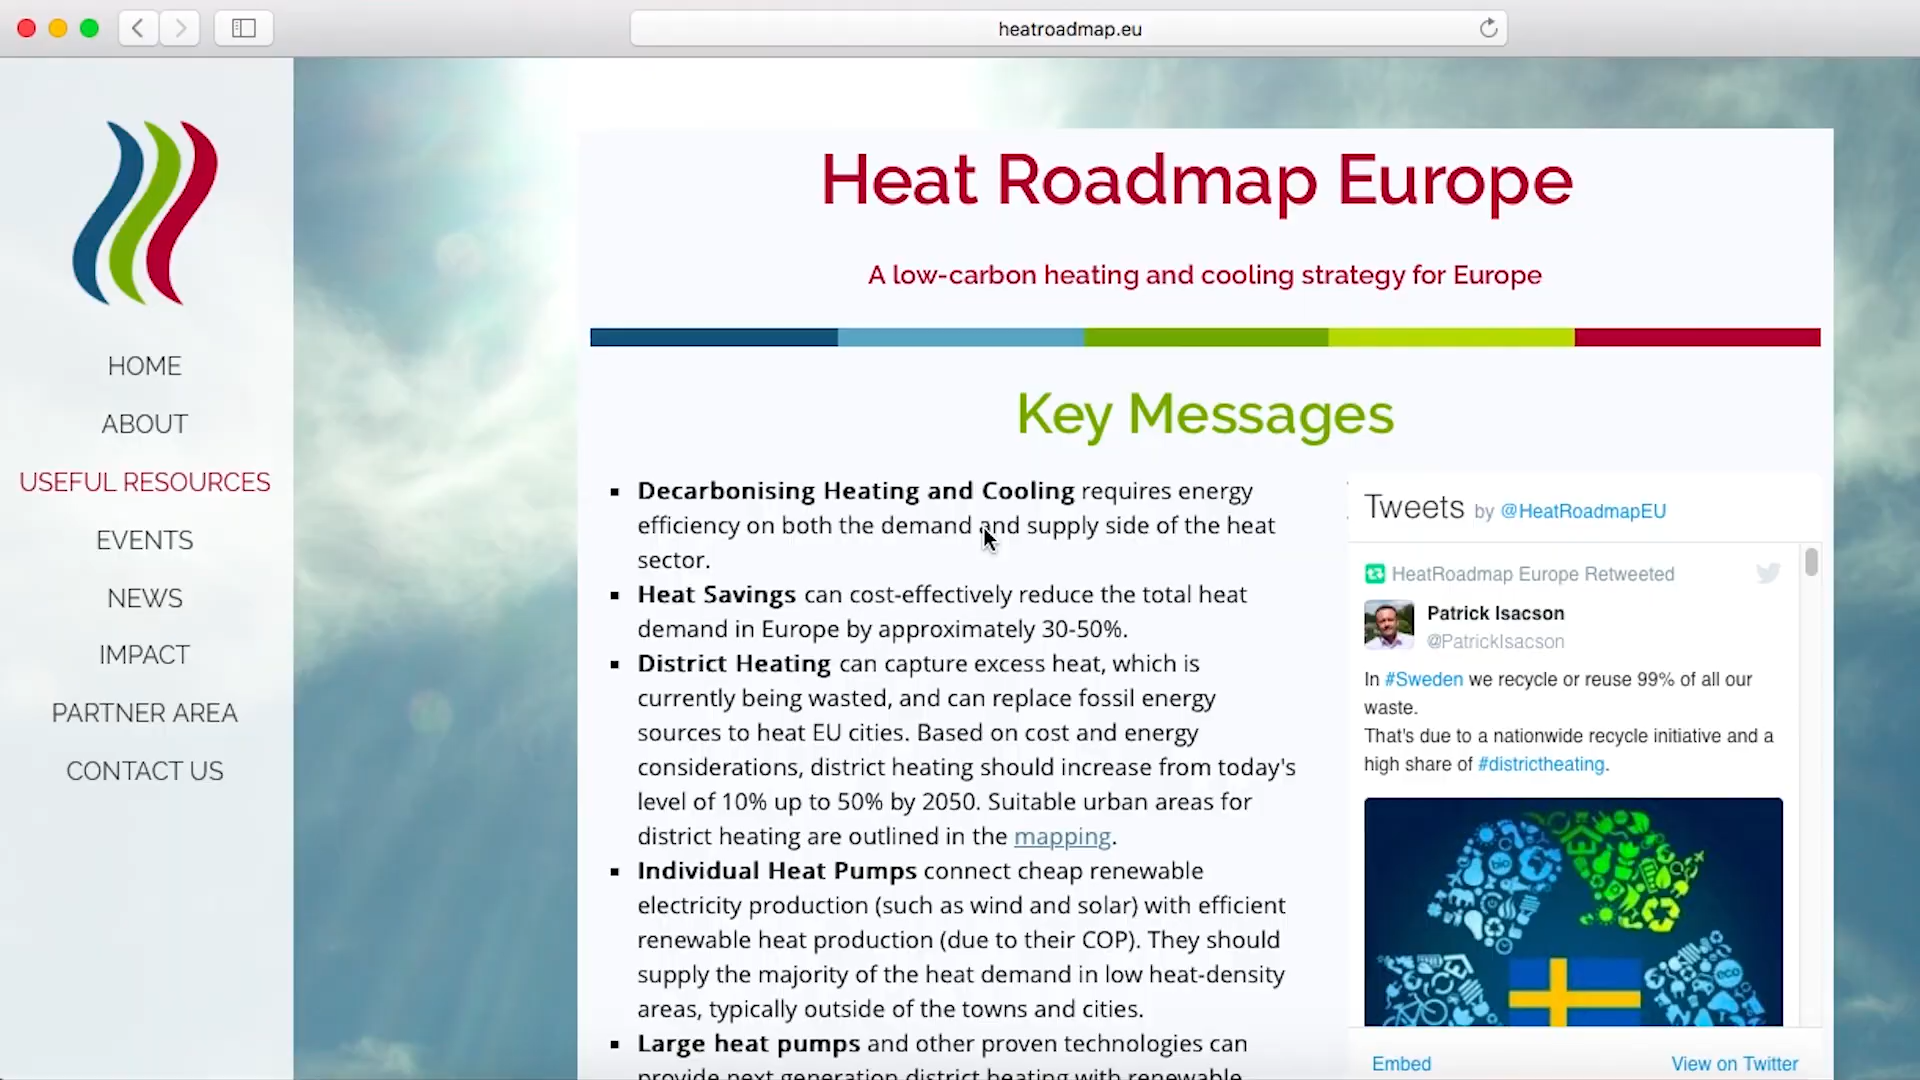 heatroadmap.eu
HOME
ABOUT
USEFUL RESOURCES
EVENTS
NEWS
IMPACT
PARTNER AREA
CONTACT US
Heat Roadmap Europe
A low-carbon heating and cooling strategy for Europe
Key Messages
▪ Decarbonising Heating and Cooling requires energy
efficiency on both the demand and supply side of the heat
sector.
▪ Heat Savings can cost-effectively reduce the total heat
demand in Europe by approximately 30-50%.
▪ District Heating can capture excess heat, which is
currently being wasted, and can replace fossil energy
sources to heat EU cities. Based on cost and energy
considerations, district heating should increase from today's
level of 10% up to 50% by 2050. Suitable urban areas for
district heating are outlined in the mapping.
▪ Individual Heat Pumps connect cheap renewable
electricity production (such as wind and solar) with efficient
renewable heat production (due to their COP). They should
supply the majority of the heat demand in low heat-density
areas, typically outside of the towns and cities.
▪ Large heat pumps and other proven technologies can
provide next generation district heating with renewable
Tweets by @HeatRoadmapEU
HeatRoadmap Europe Retweeted
Patrick Isacson
@PatrickIsacson
In #Sweden we recycle or reuse 99% of all our
waste.
That's due to a nationwide recycle initiative and a
high share of #districtheating.
bio
eco
Embed
View on Twitter